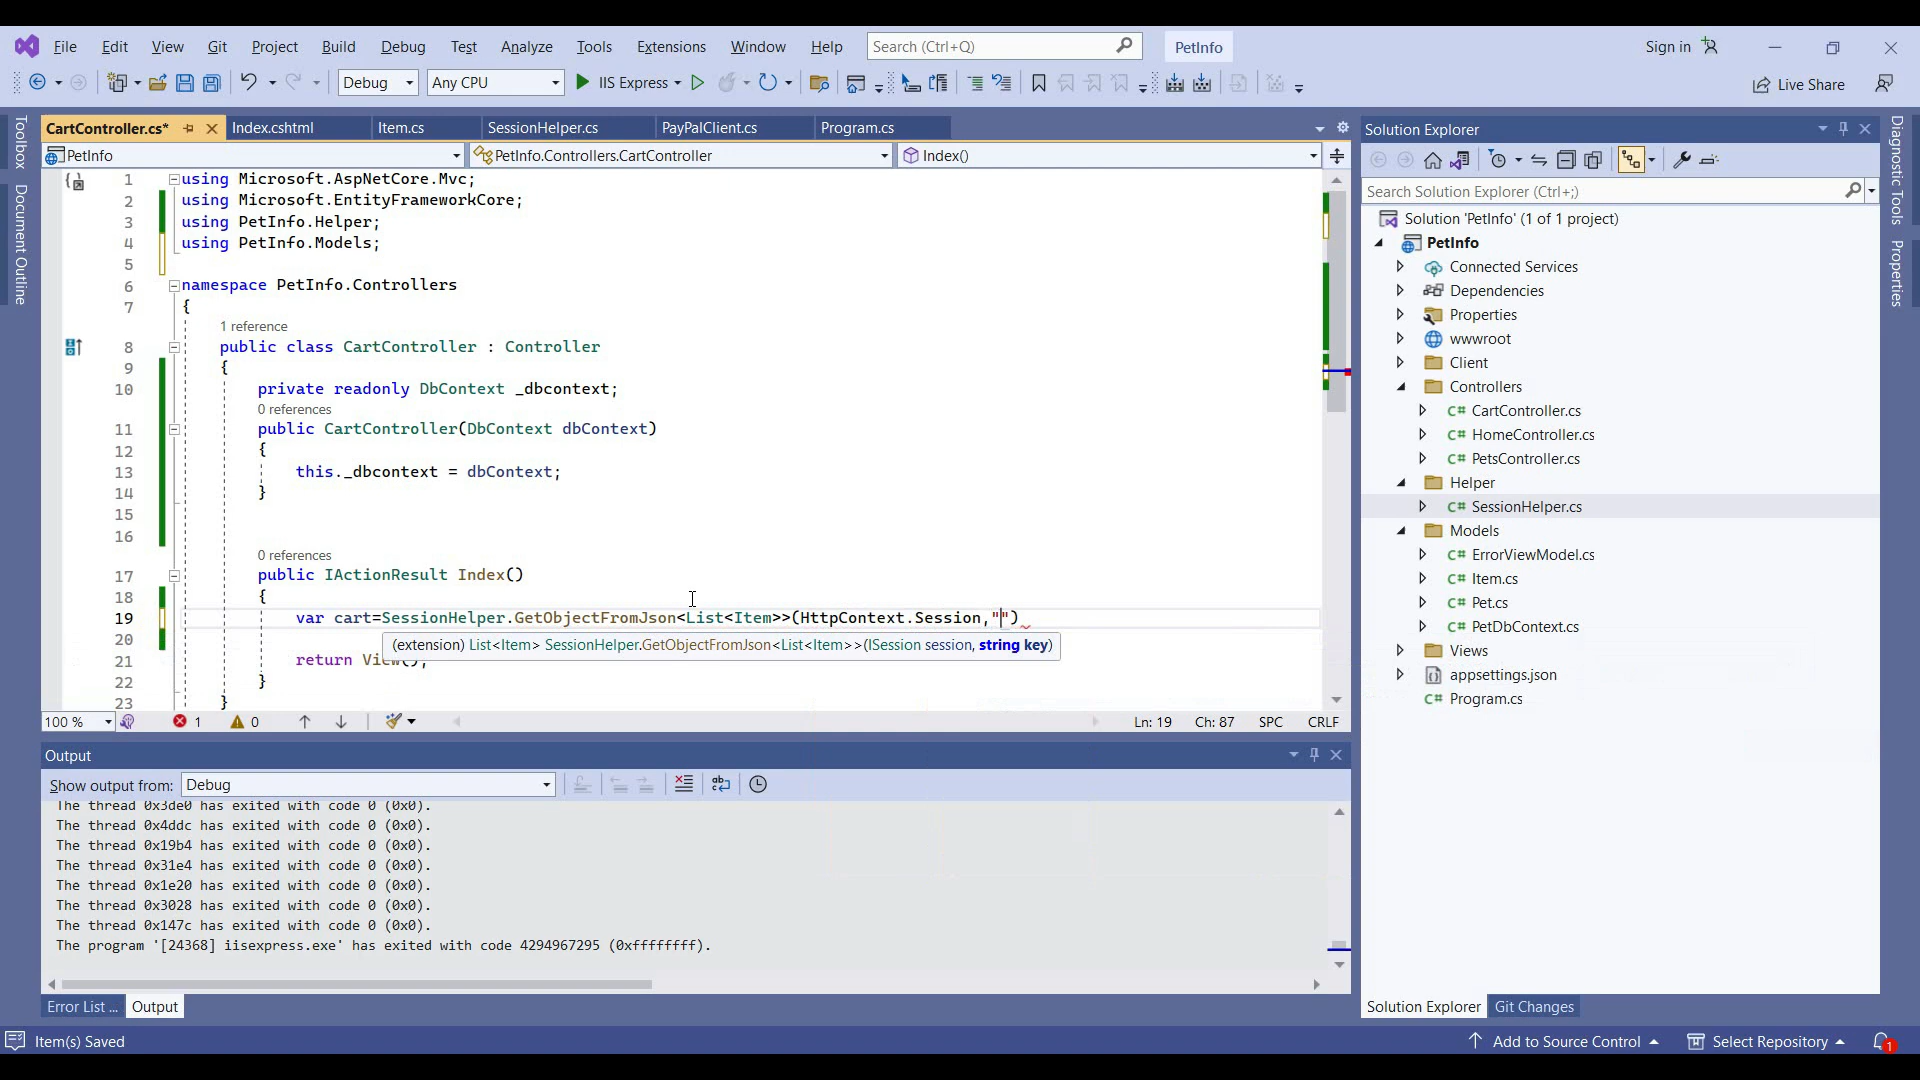 File Edit View Git Project Build Debug Test Analyze Tools Extensions Window Help Search (Ctrl+Q) PetInfo Sign in
Debug Any CPU IIS Express Live Share
CartController.cs* Index.cshtml Item.cs SessionHelper.cs PayPalClient.cs Program.cs
PetInfo PetInfo.Controllers.CartController Index()
Toolbox
Document Outline
1 using Microsoft.AspNetCore.Mvc;
2 using Microsoft.EntityFrameworkCore;
3 using PetInfo.Helper;
4 using PetInfo.Models;
5
6 namespace PetInfo.Controllers
7 {
1 reference
8 public class CartController : Controller
9 {
10 private readonly DbContext _dbcontext;
0 references
11 public CartController(DbContext dbContext)
12 {
13 this._dbcontext = dbContext;
14 }
15
16
0 references
17 public IActionResult Index()
18 {
19 var cart=SessionHelper.GetObjectFromJson<List<Item>>(HttpContext.Session,"")
20
(extension) List<Item> SessionHelper.GetObjectFromJson<List<Item>>(ISession session, string key)
21 return View();
22 }
23 }
100 % 1 0 Ln: 19 Ch: 87 SPC CRLF
Output
Show output from: Debug
The thread 0x3de0 has exited with code 0 (0x0).
The thread 0x4ddc has exited with code 0 (0x0).
The thread 0x19b4 has exited with code 0 (0x0).
The thread 0x31e4 has exited with code 0 (0x0).
The thread 0x1e20 has exited with code 0 (0x0).
The thread 0x3028 has exited with code 0 (0x0).
The thread 0x147c has exited with code 0 (0x0).
The program '[24368] iisexpress.exe' has exited with code 4294967295 (0xffffffff).
Error List ... Output
Solution Explorer
Search Solution Explorer (Ctrl+;)
Solution 'PetInfo' (1 of 1 project)
PetInfo
Connected Services
Dependencies
Properties
wwwroot
Client
Controllers
C# CartController.cs
C# HomeController.cs
C# PetsController.cs
Helper
C# SessionHelper.cs
Models
C# ErrorViewModel.cs
C# Item.cs
C# Pet.cs
C# PetDbContext.cs
Views
appsettings.json
C# Program.cs
Solution Explorer Git Changes
Diagnostic Tools
Properties
Item(s) Saved Add to Source Control Select Repository 1